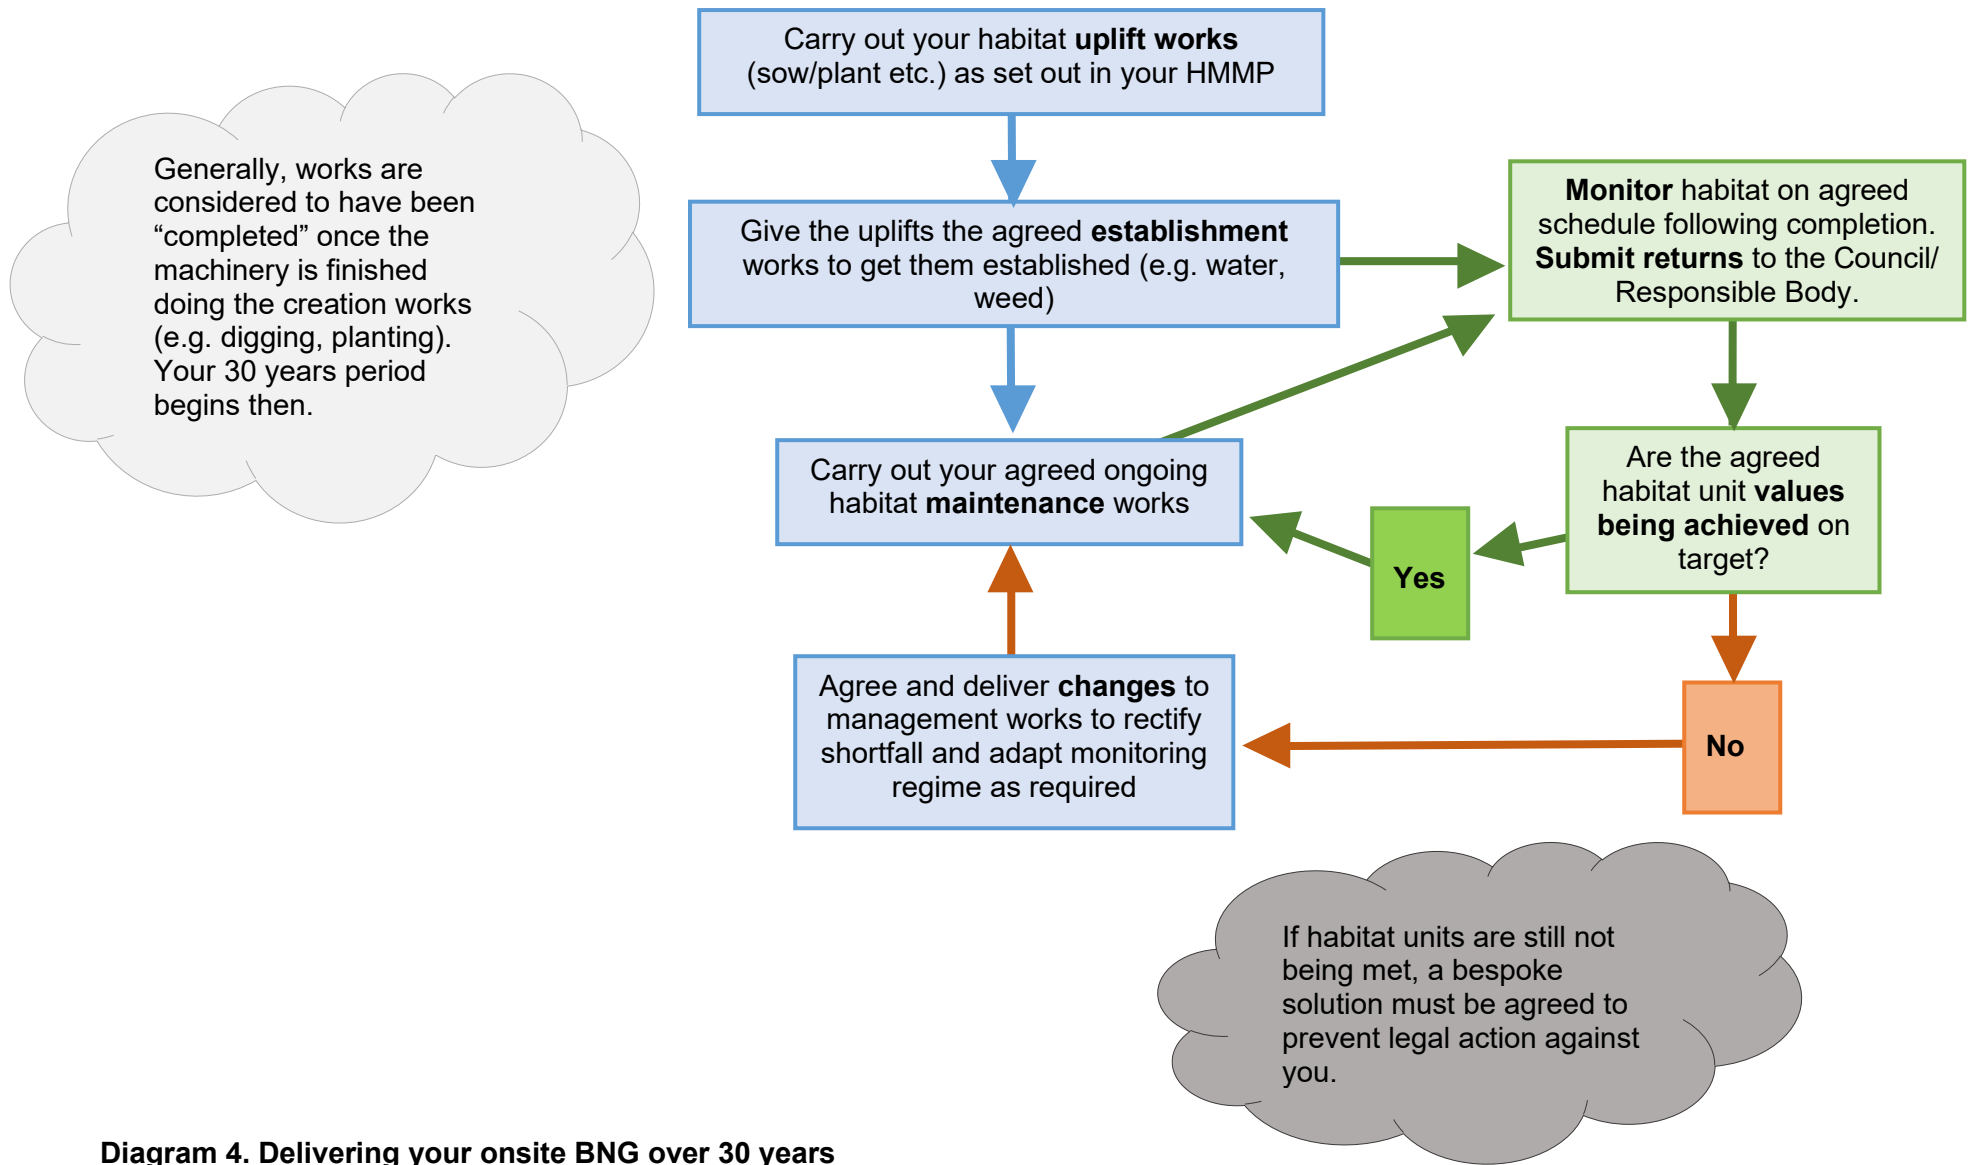 Carry out your habitat uplift works
(sow/plant etc.) as set out in your HMMP
Generally, works are
considered to have been
“completed” once the
machinery is finished
doing the creation works
(e.g. digging, planting).
Your 30 years period
begins then.
Give the uplifts the agreed establishment
works to get them established (e.g. water,
weed)
Monitor habitat on agreed
schedule following completion.
Submit returns to the Council/
Responsible Body.
Carry out your agreed ongoing
habitat maintenance works
Are the agreed
habitat unit values
being achieved on
target?
Yes
No
Agree and deliver changes to
management works to rectify
shortfall and adapt monitoring
regime as required
If habitat units are still not
being met, a bespoke
solution must be agreed to
prevent legal action against
you.
Diagram 4. Delivering your onsite BNG over 30 years